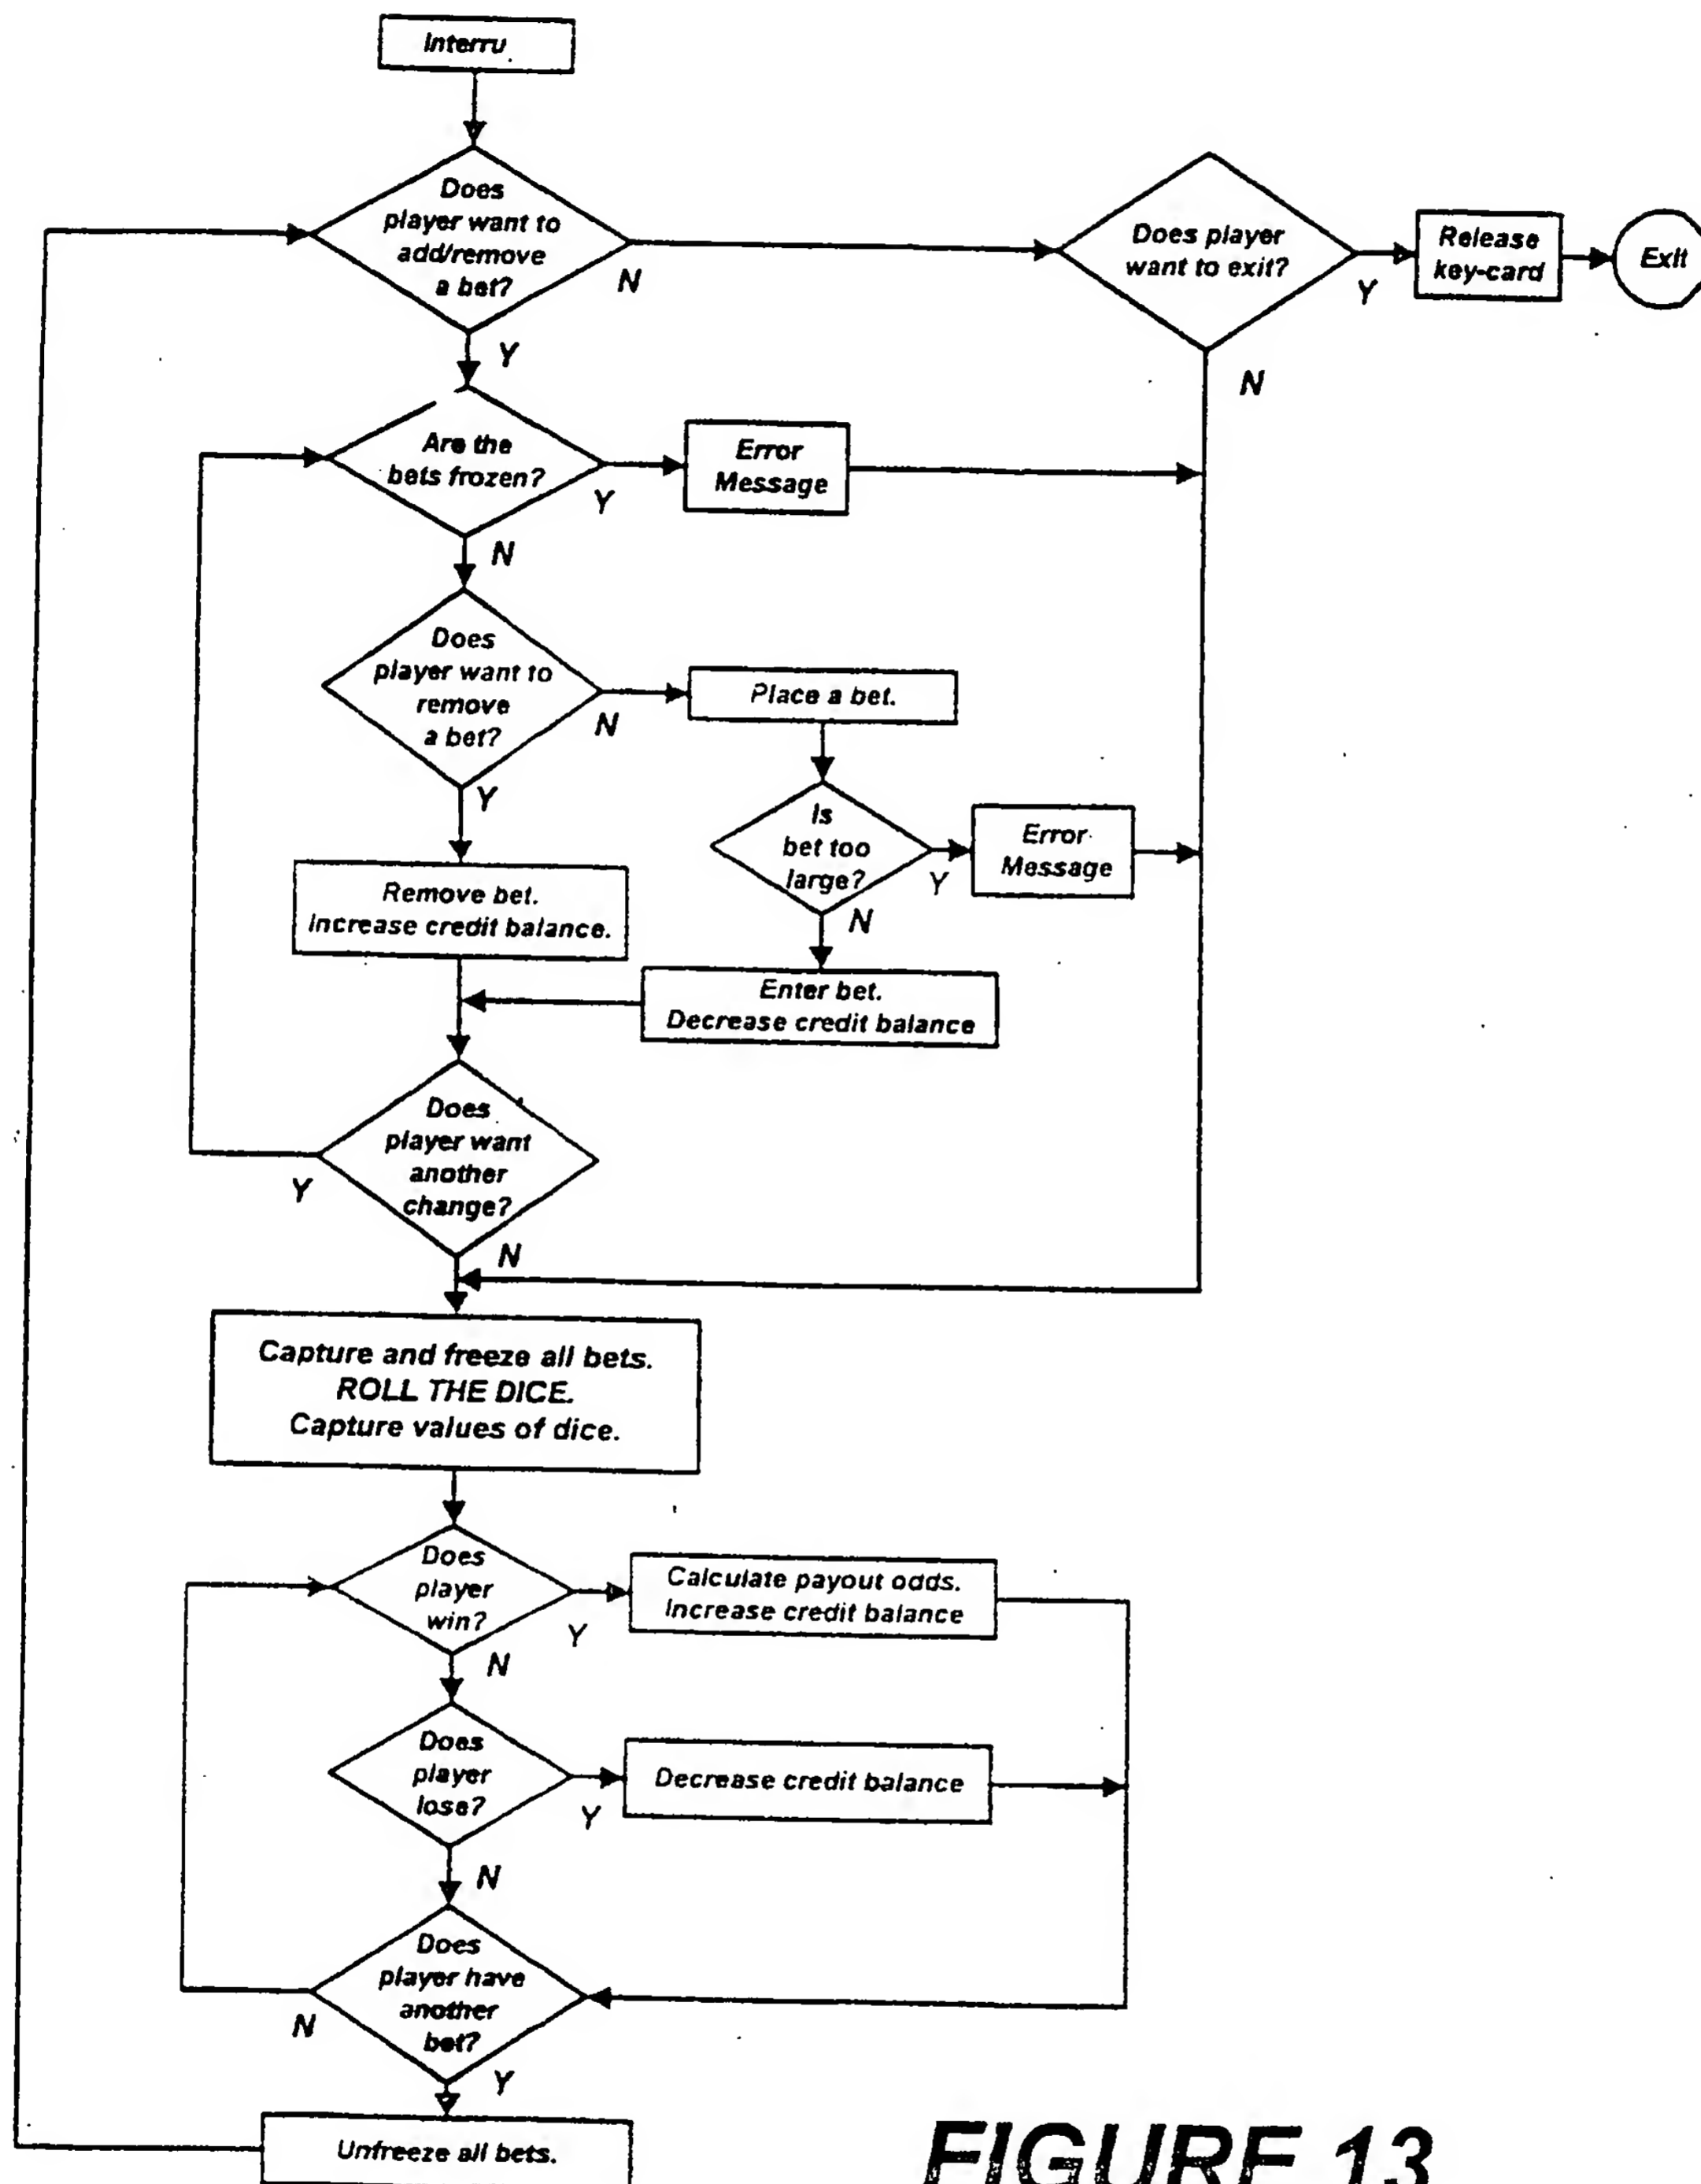 Interru
Does
player want to
add/remove
a bet?
N
Y
Does player
want to exit?
Y
N
Release
key-card
Exit
Are the
bets frozen?
Y
N
Error
Message
Does
player want to
remove
a bet?
N
Y
Place a bet.
Is
bet too
large?
Y
N
Error
Message
Remove bet.
Increase credit balance.
Enter bet.
Decrease credit balance
Does
player want
another
change?
Y
N
Capture and freeze all bets.
ROLL THE DICE.
Capture values of dice.
Does
player
win?
Y
N
Calculate payout odds.
Increase credit balance
Does
player
lose?
Y
N
Decrease credit balance
Does
player have
another
bet?
N
Y
Unfreeze all bets.
FIGURE 13